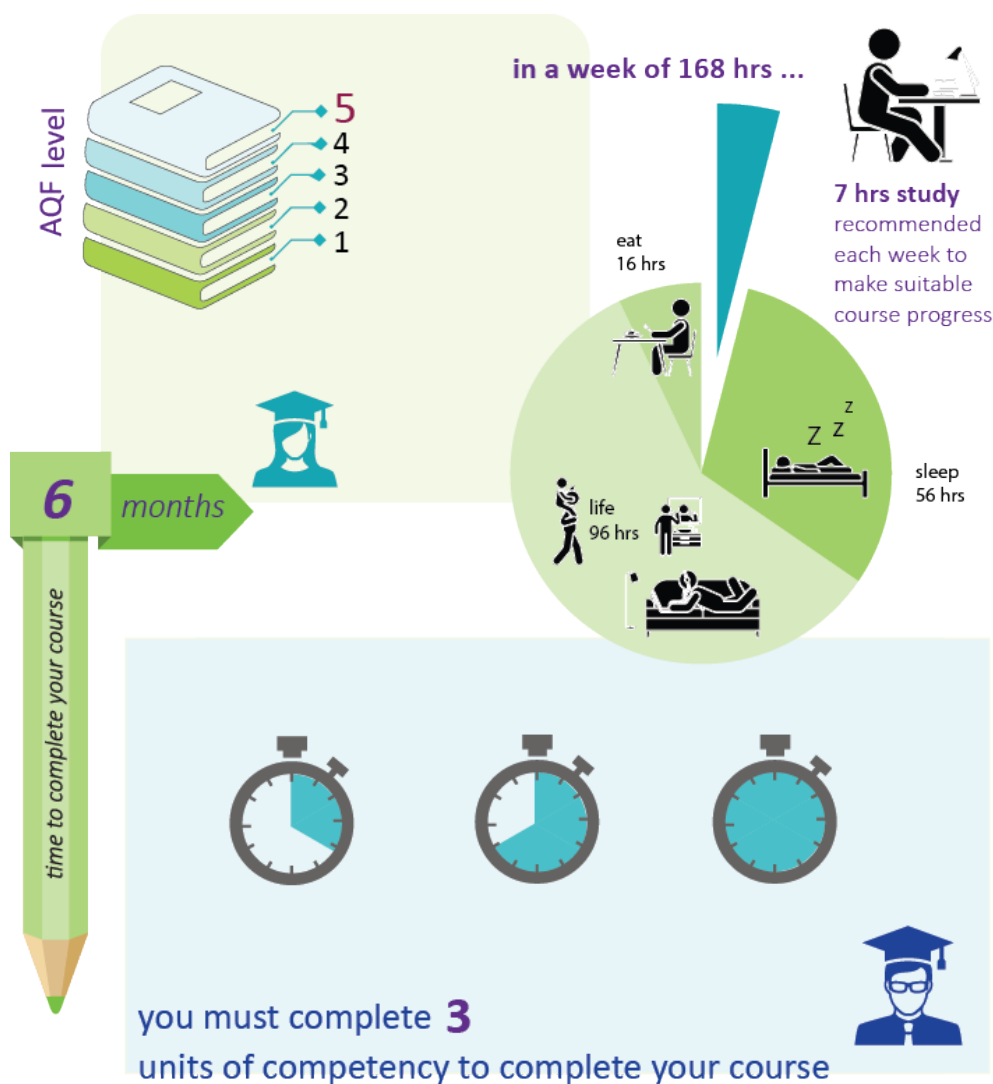 AQF level
5
4
3
2
1
in a week of 168 hrs ...
7 hrs study
recommended
each week to
make suitable
course progress
eat
16 hrs
z
Z
Z
sleep
56 hrs
life
96 hrs
6
months
time to complete your course
you must complete 3
units of competency to complete your course